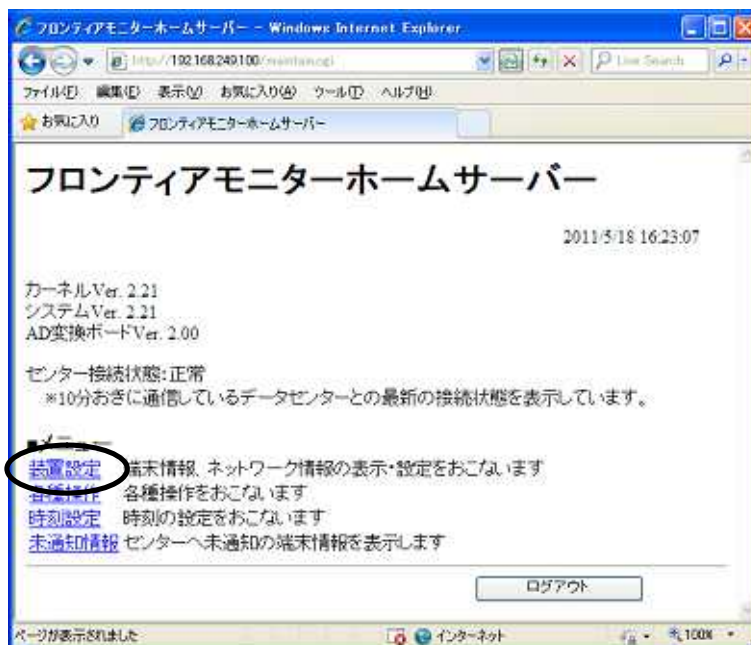 フロンティアモニターホームサーバー - Windows Internet Explorer
http://192.168.249.100/maintain.cgi
Live Search
ファイル(F) 編集(E) 表示(V) お気に入り(A) ツール(T) ヘルプ(H)
お気に入り フロンティアモニターホームサーバー
フロンティアモニターホームサーバー
2011/5/18 16:23:07
カーネルVer. 2.21
システムVer. 2.21
AD変換ボードVer. 2.00
センター接続状態:正常
※10分おきに通信しているデータセンターとの最新の接続状態を表示しています。
■メニュー
装置設定 端末情報、ネットワーク情報の表示・設定をおこないます
各種操作 各種操作をおこないます
時刻設定 時刻の設定をおこないます
未通知情報 センターへ未通知の端末情報を表示します
ログアウト
ページが表示されました インターネット 100%